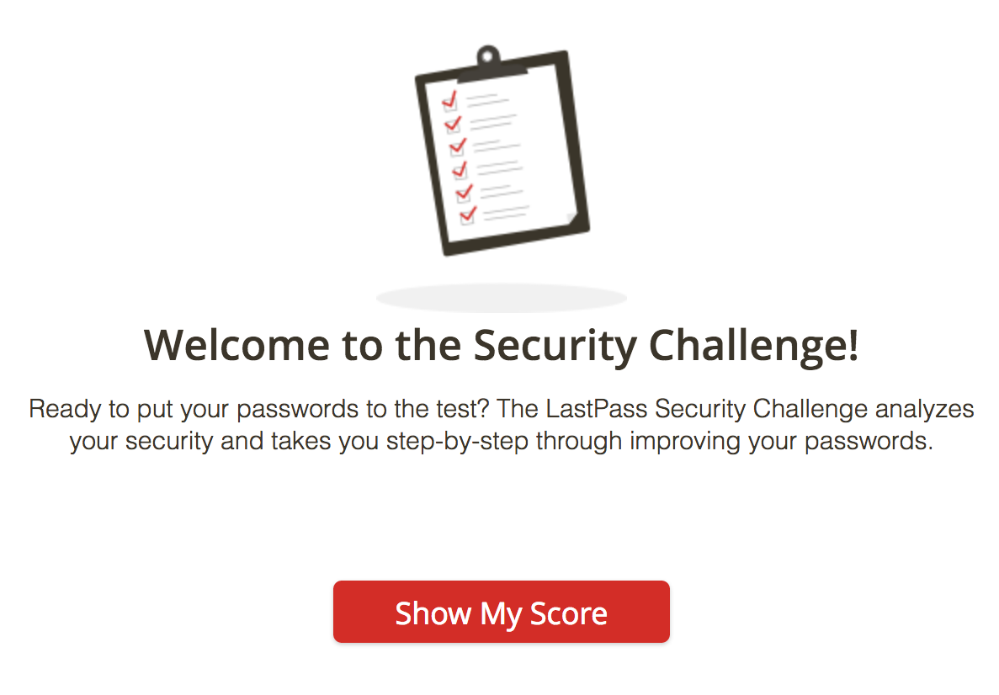 Welcome to the Security Challenge!
Ready to put your passwords to the test? The LastPass Security Challenge analyzes
your security and takes you step-by-step through improving your passwords.
Show My Score